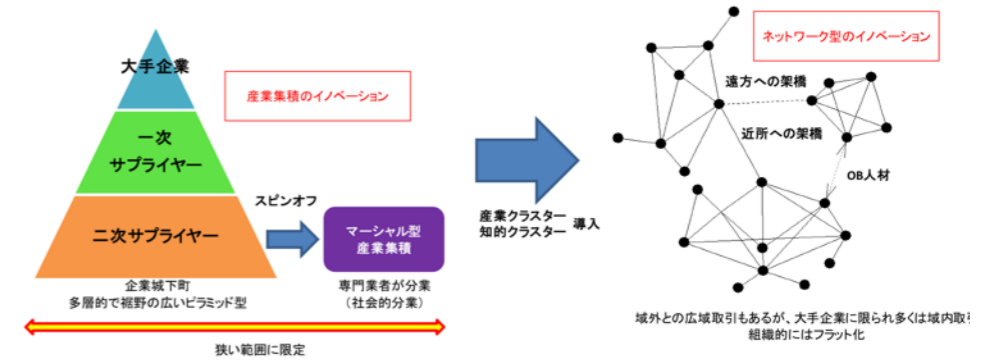 大手企業
産業集積のイノベーション
一次
サプライヤー
スピンオフ
二次サプライヤー
マーシャル型
産業集積
企業城下町
多層的で裾野の広いピラミッド型
専門業者が分業
（社会的分業）
狭い範囲に限定
産業クラスター
知的クラスター
導入
ネットワーク型のイノベーション
遠方への架橋
近所への架橋
OB人材
域外との広域取引もあるが、大手企業に限られ多くは域内取
組織的にはフラット化